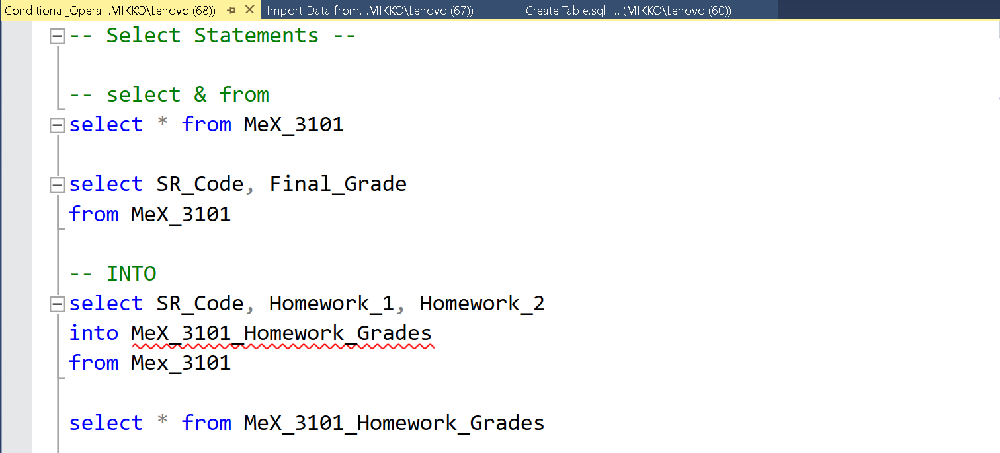 Conditional_Opera...MIKKO\Lenovo (68))
Import Data from...MIKKO\Lenovo (67))
Create Table.sql -...(MIKKO\Lenovo (60))
-- Select Statements --
-- select & from
select * from MeX_3101
select SR_Code, Final_Grade
from MeX_3101
-- INTO
select SR_Code, Homework_1, Homework_2
into MeX_3101_Homework_Grades
from Mex_3101
select * from MeX_3101_Homework_Grades